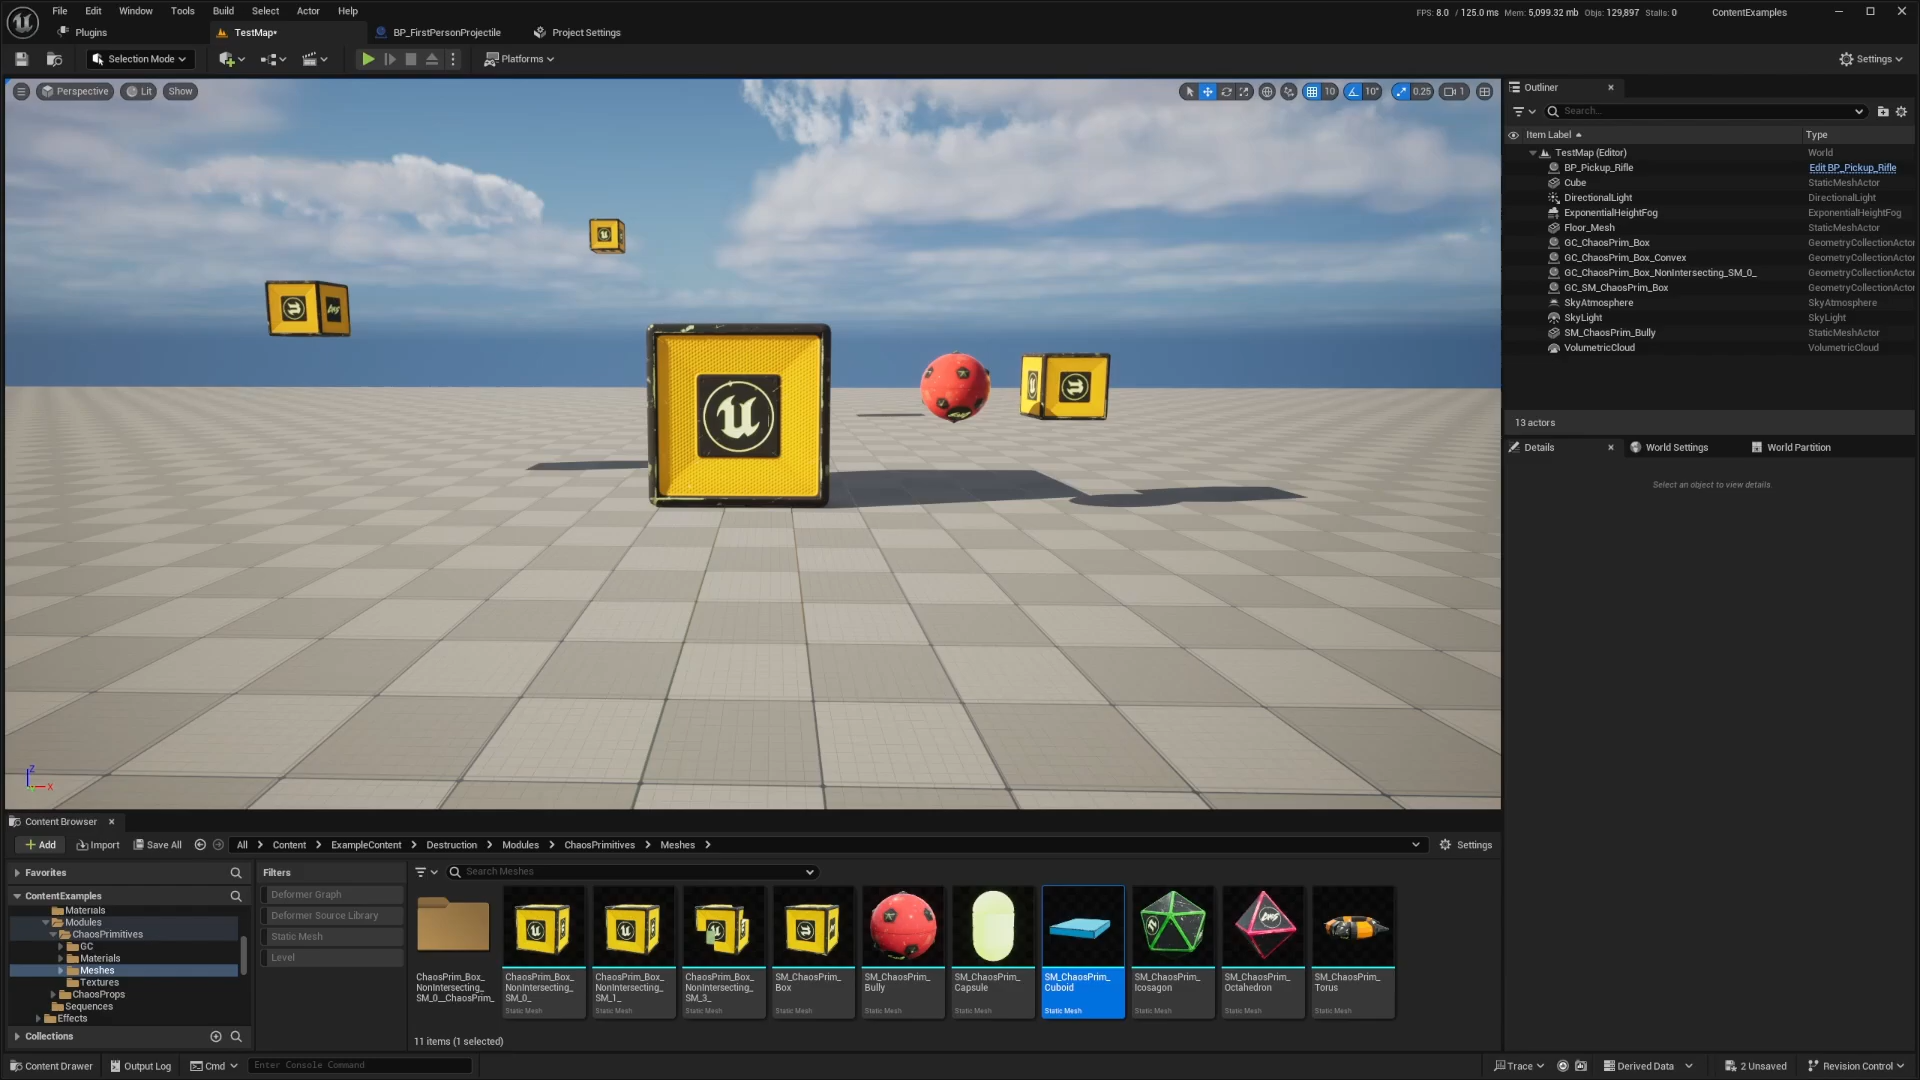 File Edit Window Tools Build Select Actor Help
FPS: 8.0 / 125.0 ms Mem: 5,099.32 mb Objs: 129,897 Stalls: 0 ContentExamples
Plugins TestMap• BP_FirstPersonProjectile Project Settings
Selection Mode Platforms Settings
Perspective Lit Show 10 10° 0.25 1
Outliner
Search...
Item Label Type
TestMap (Editor) World
BP_Pickup_Rifle Edit BP_Pickup_Rifle
Cube StaticMeshActor
DirectionalLight DirectionalLight
ExponentialHeightFog ExponentialHeightFog
Floor_Mesh StaticMeshActor
GC_ChaosPrim_Box GeometryCollectionActor
GC_ChaosPrim_Box_Convex GeometryCollectionActor
GC_ChaosPrim_Box_NonIntersecting_SM_0_ GeometryCollectionActor
GC_SM_ChaosPrim_Box GeometryCollectionActor
SkyAtmosphere SkyAtmosphere
SkyLight SkyLight
SM_ChaosPrim_Bully StaticMeshActor
VolumetricCloud VolumetricCloud
13 actors
Details World Settings World Partition
Select an object to view details.
Z
X
Content Browser
Add Import Save All All Content ExampleContent Destruction Modules ChaosPrimitives Meshes Settings
Favorites
ContentExamples
Materials
Modules
ChaosPrimitives
GC
Materials
Meshes
Textures
ChaosProps
Sequences
Effects
Collections
Filters
Deformer Graph
Deformer Source Library
Static Mesh
Level
Search Meshes
ChaosPrim_Box_
NonIntersecting_
SM_0__ChaosPrim_
ChaosPrim_Box_
NonIntersecting_
SM_0_
Static Mesh
ChaosPrim_Box_
NonIntersecting_
SM_1_
Static Mesh
ChaosPrim_Box_
NonIntersecting_
SM_3_
Static Mesh
SM_ChaosPrim_
Box
Static Mesh
SM_ChaosPrim_
Bully
Static Mesh
SM_ChaosPrim_
Capsule
Static Mesh
SM_ChaosPrim_
Cuboid
Static Mesh
SM_ChaosPrim_
Icosagon
Static Mesh
SM_ChaosPrim_
Octahedron
Static Mesh
SM_ChaosPrim_
Torus
Static Mesh
11 items (1 selected)
Content Drawer Output Log Cmd Enter Console Command Trace Derived Data 2 Unsaved Revision Control